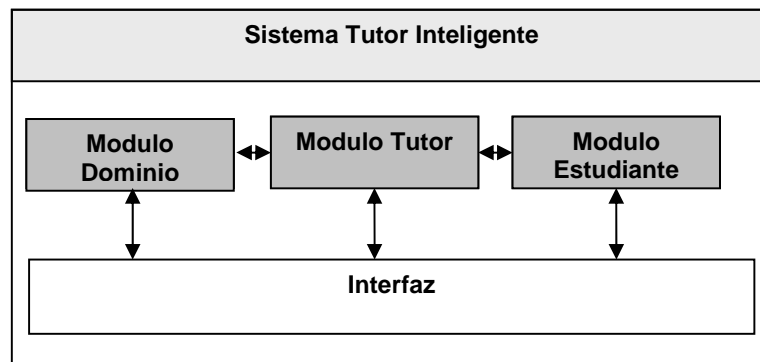 Sistema Tutor Inteligente
Modulo
Dominio
Modulo Tutor
Modulo
Estudiante
Interfaz